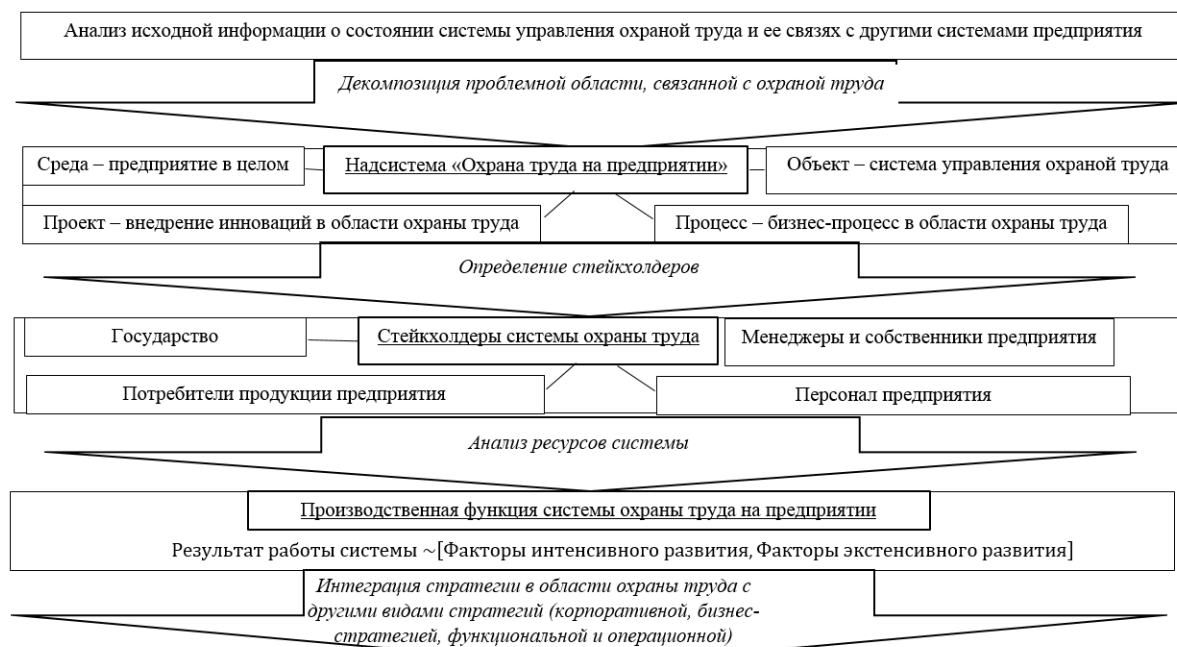 Анализ исходной информации о состоянии системы управления охраной труда и ее связях с другими системами предприятия
Декомпозиция проблемной области, связанной с охраной труда
Среда – предприятие в целом
Надсистема «Охрана труда на предприятии»
Объект – система управления охраной труда
Проект – внедрение инноваций в области охраны труда
Процесс – бизнес-процесс в области охраны труда
Определение стейкхолдеров
Государство
Стейкхолдеры системы охраны труда
Менеджеры и собственники предприятия
Потребители продукции предприятия
Персонал предприятия
Анализ ресурсов системы
Производственная функция системы охраны труда на предприятии
Результат работы системы ~[Факторы интенсивного развития, Факторы экстенсивного развития]
Интеграция стратегии в области охраны труда с
другими видами стратегий (корпоративной, бизнес-
стратегией, функциональной и операционной)